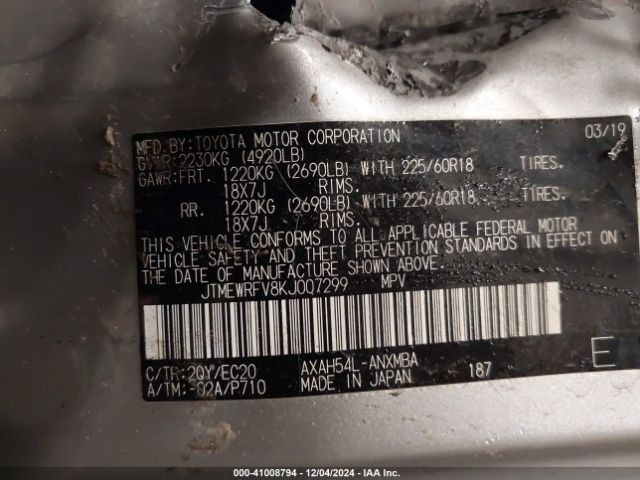 MFD.BY:TOYOTA MOTOR CORPORATION 03/19
GVWR:2230KG (4920LB)
GAWR:FRT. 1220KG (2690LB) WITH 225/60R18 TIRES.
18X7J RIMS.
RR. 1220KG (2690LB) WITH 225/60R18 TIRES.
18X7J RIMS.
THIS VEHICLE CONFORMS TO ALL APPLICABLE FEDERAL MOTOR
VEHICLE SAFETY AND THEFT PREVENTION STANDARDS IN EFFECT ON
THE DATE OF MANUFACTURE SHOWN ABOVE.
JTMEWRFV8KJ007299 MPV
C/TR:2QY/EC20 AXAH54L-ANXMBA 187 E
A/TM:-02A/P710 MADE IN JAPAN
000-41008794 - 12/04/2024 - IAA Inc.